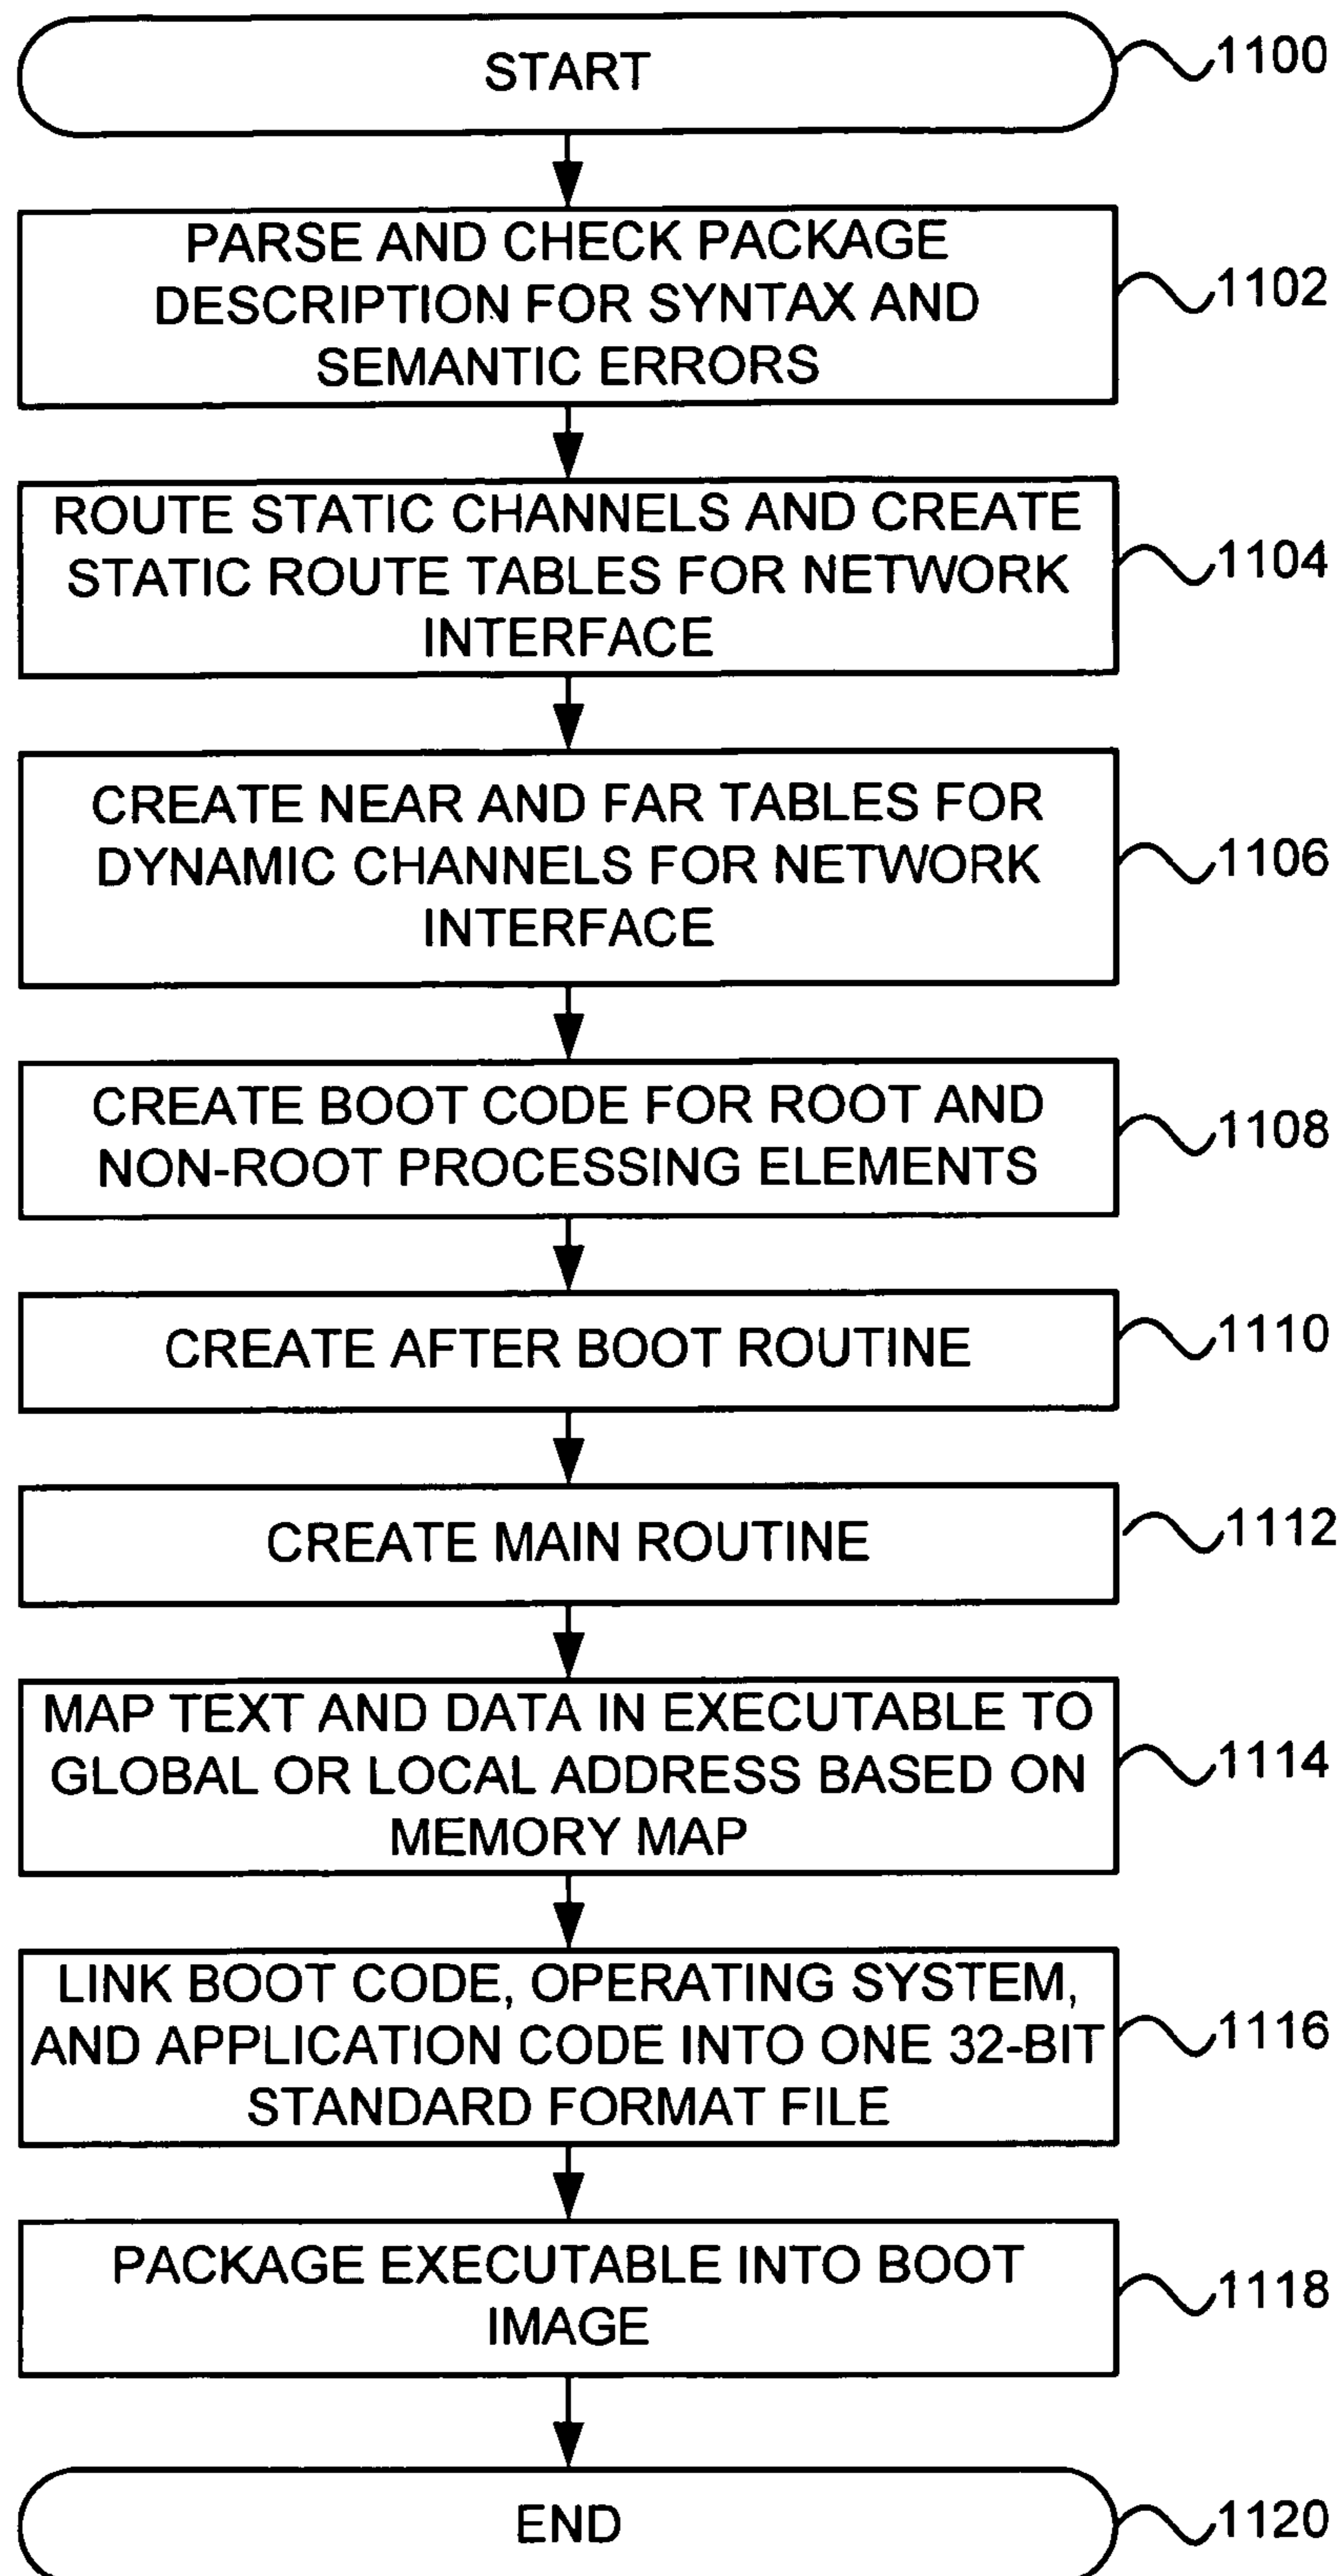 START
1100
PARSE AND CHECK PACKAGE
DESCRIPTION FOR SYNTAX AND
SEMANTIC ERRORS
1102
ROUTE STATIC CHANNELS AND CREATE
STATIC ROUTE TABLES FOR NETWORK
INTERFACE
1104
CREATE NEAR AND FAR TABLES FOR
DYNAMIC CHANNELS FOR NETWORK
INTERFACE
1106
CREATE BOOT CODE FOR ROOT AND
NON-ROOT PROCESSING ELEMENTS
1108
CREATE AFTER BOOT ROUTINE
1110
CREATE MAIN ROUTINE
1112
MAP TEXT AND DATA IN EXECUTABLE TO
GLOBAL OR LOCAL ADDRESS BASED ON
MEMORY MAP
1114
LINK BOOT CODE, OPERATING SYSTEM,
AND APPLICATION CODE INTO ONE 32-BIT
STANDARD FORMAT FILE
1116
PACKAGE EXECUTABLE INTO BOOT
IMAGE
1118
END
1120